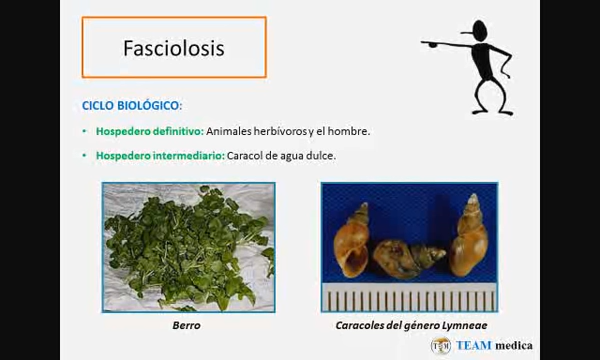 Fasciolosis
CICLO BIOLÓGICO:
• Hospedero definitivo: Animales herbívoros y el hombre.
• Hospedero intermediario: Caracol de agua dulce.
Berro
Caracoles del género Lymneae
TEAM medica